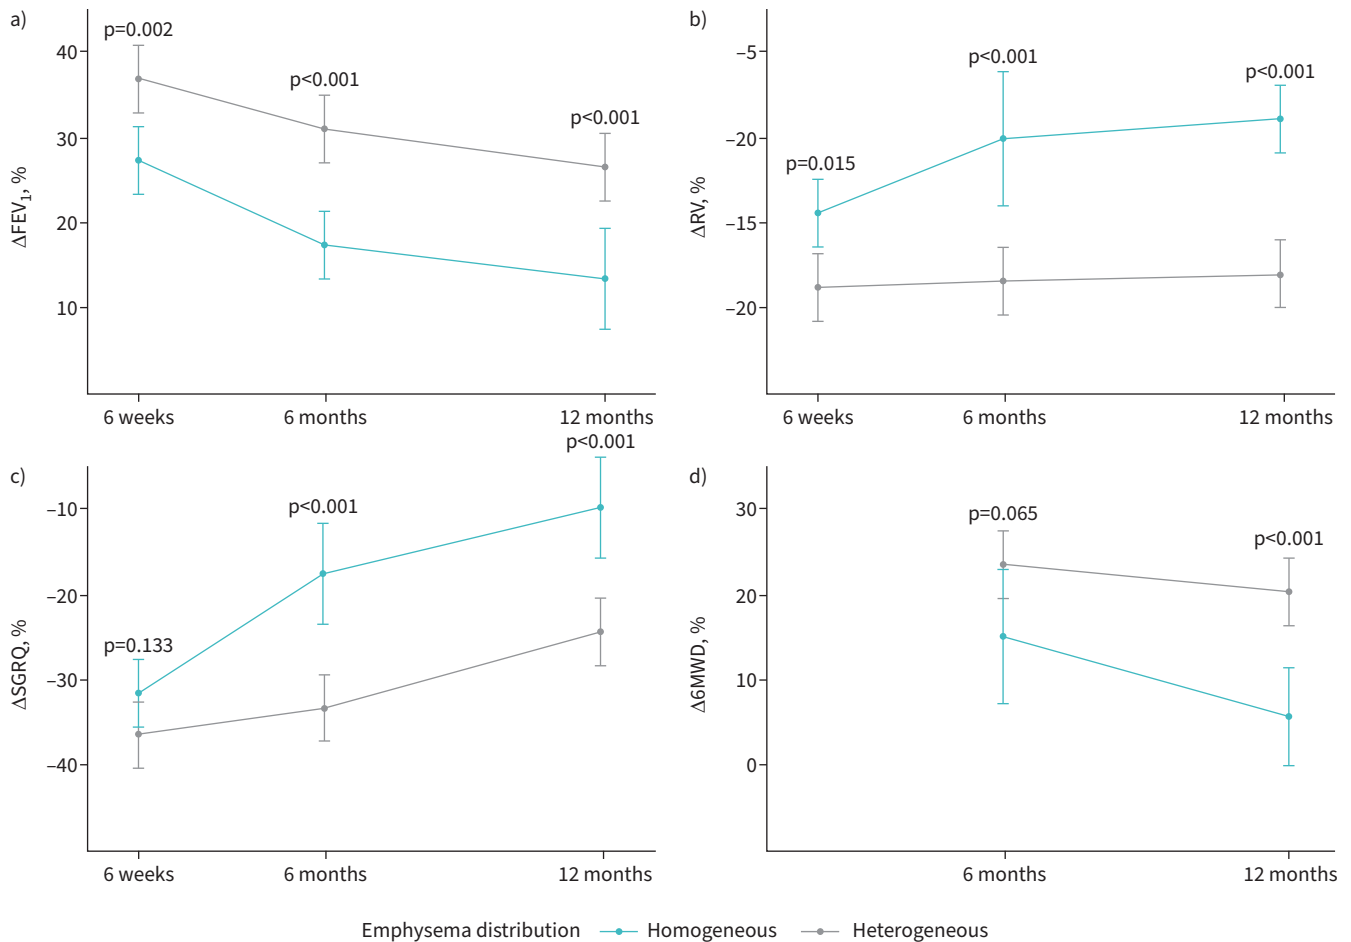 a)
p=0.002
p<0.001
p<0.001
40
30
20
10
ΔFEV1, %
6 weeks
6 months
12 months
b)
p=0.015
p<0.001
p<0.001
–5
–20
–15
–20
ΔRV, %
6 weeks
6 months
12 months
c)
p=0.133
p<0.001
p<0.001
–10
–20
–30
–40
ΔSGRQ, %
6 weeks
6 months
12 months
d)
p=0.065
p<0.001
30
20
10
0
Δ6MWD, %
6 months
12 months
Emphysema distribution Homogeneous Heterogeneous